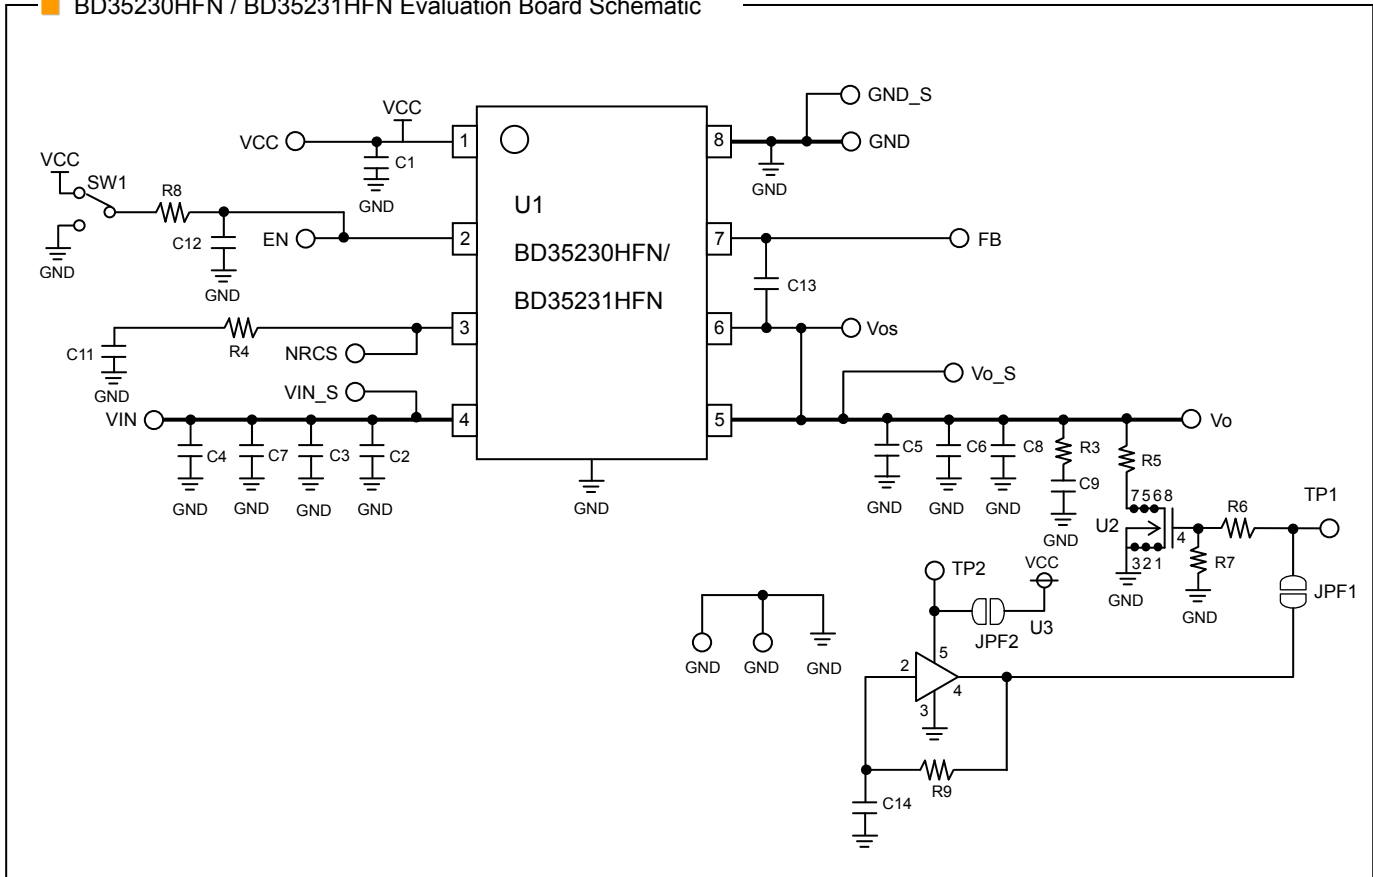 BD35230HFN / BD35231HFN Evaluation Board Schematic
VCC
VCC
1
C1
GND
8
GND_S
GND
GND
VCC
SW1
R8
GND
C12
GND
EN
2
U1
BD35230HFN/
BD35231HFN
7
FB
C13
C11
GND
R4
NRCS
3
6
Vos
VIN_S
Vo_S
VIN
4
5
Vo
C4
C7
C3
C2
GND
GND
GND
GND
GND
C5
C6
C8
R3
C9
R5
GND
GND
GND
GND
7568
U2
4
321
GND
R6
R7
GND
TP1
JPF1
TP2
VCC
JPF2
U3
GND
GND
GND
2
5
4
3
R9
C14